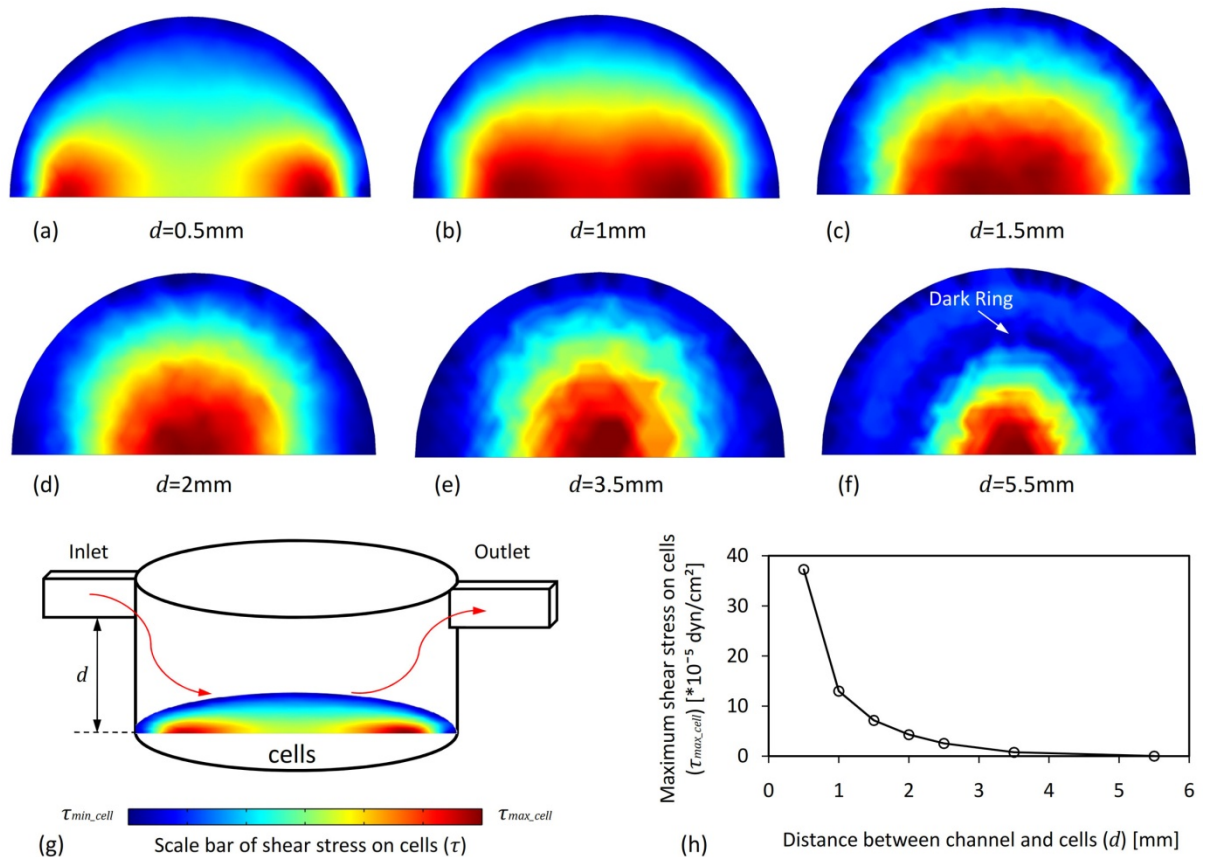 (a) d=0.5mm
(b) d=1mm
(c) d=1.5mm
Dark Ring
(d) d=2mm
(e) d=3.5mm
(f) d=5.5mm
Inlet
Outlet
d
cells
τmin_cell
τmax_cell
(g) Scale bar of shear stress on cells (τ)
Maximum shear stress on cells
(τmax_cell) [*10⁻⁵ dyn/cm²]
40
30
20
10
0
0 1 2 3 4 5 6
(h) Distance between channel and cells (d) [mm]